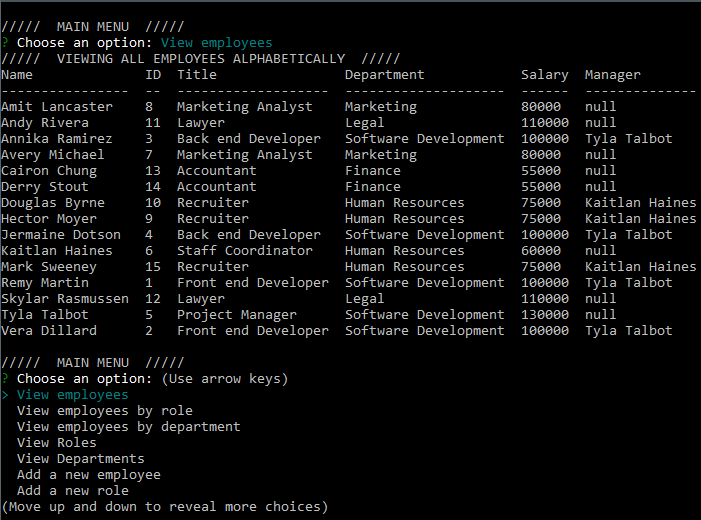 /////  MAIN MENU  /////
? Choose an option: View employees
/////  VIEWING ALL EMPLOYEES ALPHABETICALLY  /////
Name              ID  Title                Department            Salary  Manager
----------------  --  -------------------  --------------------  ------  --------------
Amit Lancaster    8   Marketing Analyst    Marketing             80000   null
Andy Rivera       11  Lawyer               Legal                 110000  null
Annika Ramirez    3   Back end Developer   Software Development  100000  Tyla Talbot
Avery Michael     7   Marketing Analyst    Marketing             80000   null
Cairon Chung      13  Accountant           Finance               55000   null
Derry Stout       14  Accountant           Finance               55000   null
Douglas Byrne     10  Recruiter            Human Resources       75000   Kaitlan Haines
Hector Moyer      9   Recruiter            Human Resources       75000   Kaitlan Haines
Jermaine Dotson   4   Back end Developer   Software Development  100000  Tyla Talbot
Kaitlan Haines    6   Staff Coordinator    Human Resources       60000   null
Mark Sweeney      15  Recruiter            Human Resources       75000   Kaitlan Haines
Remy Martin       1   Front end Developer  Software Development  100000  Tyla Talbot
Skylar Rasmussen  12  Lawyer               Legal                 110000  null
Tyla Talbot       5   Project Manager      Software Development  130000  null
Vera Dillard      2   Front end Developer  Software Development  100000  Tyla Talbot
/////  MAIN MENU  /////
? Choose an option: (Use arrow keys)
> View employees
  View employees by role
  View employees by department
  View Roles
  View Departments
  Add a new employee
  Add a new role
(Move up and down to reveal more choices)